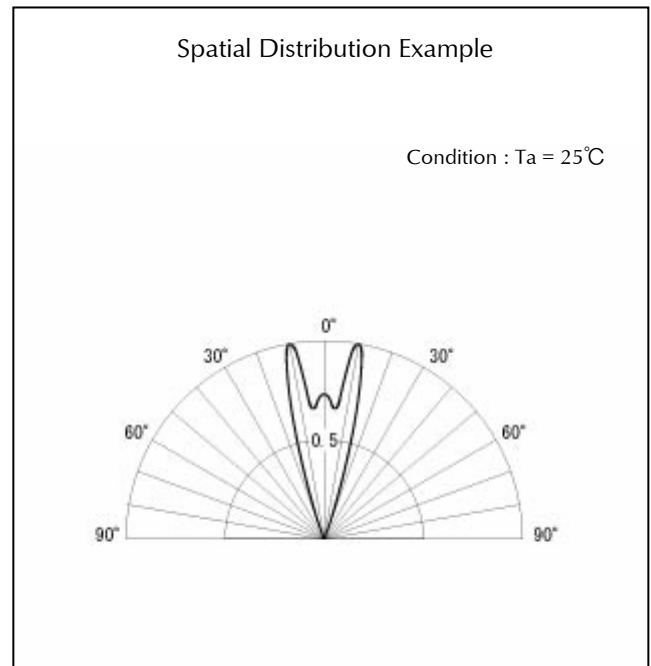 Spatial Distribution Example
Condition : Ta = 25℃
0°
30° 30°
60° 60°
0.5
90° 90°